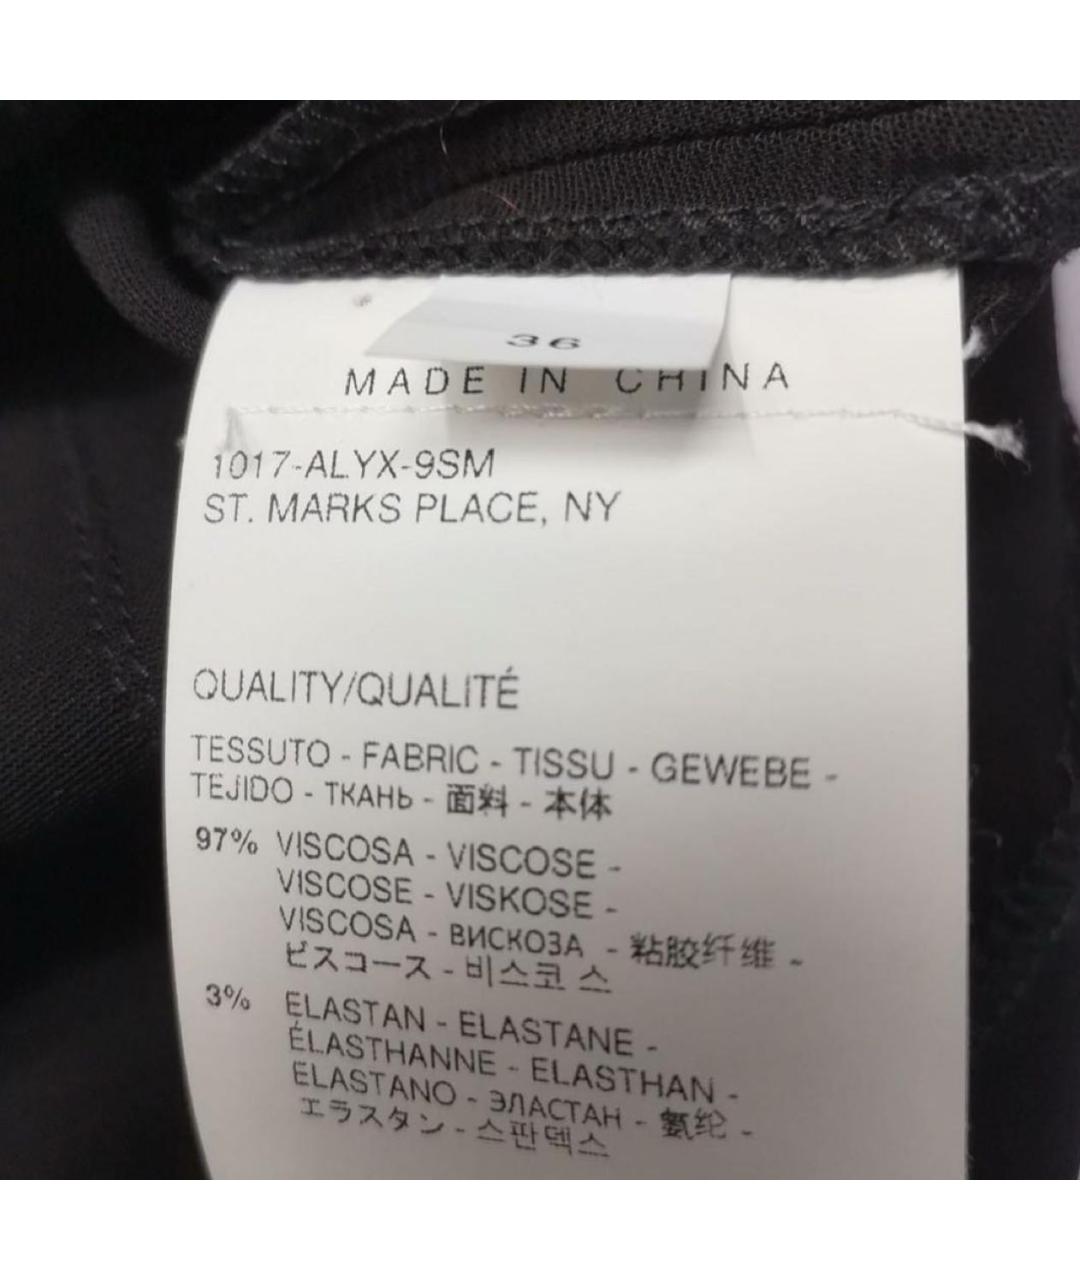 36
MADE IN CHINA
1017-ALYX-9SM
ST. MARKS PLACE, NY
QUALITY/QUALITÉ
TESSUTO - FABRIC - TISSU - GEWEBE -
TEJIDO - ТКАНЬ - 面料 - 本体
97% VISCOSA - VISCOSE -
VISCOSE - VISKOSE -
VISCOSA - ВИСКОЗА - 粘胶纤维 -
ビスコース - 비스코 스
3% ELASTAN - ELASTANE -
ÉLASTHANNE - ELASTHAN -
ELASTANO - ЭЛАСТАН - 氨纶 -
エラスタン - 스판덱스